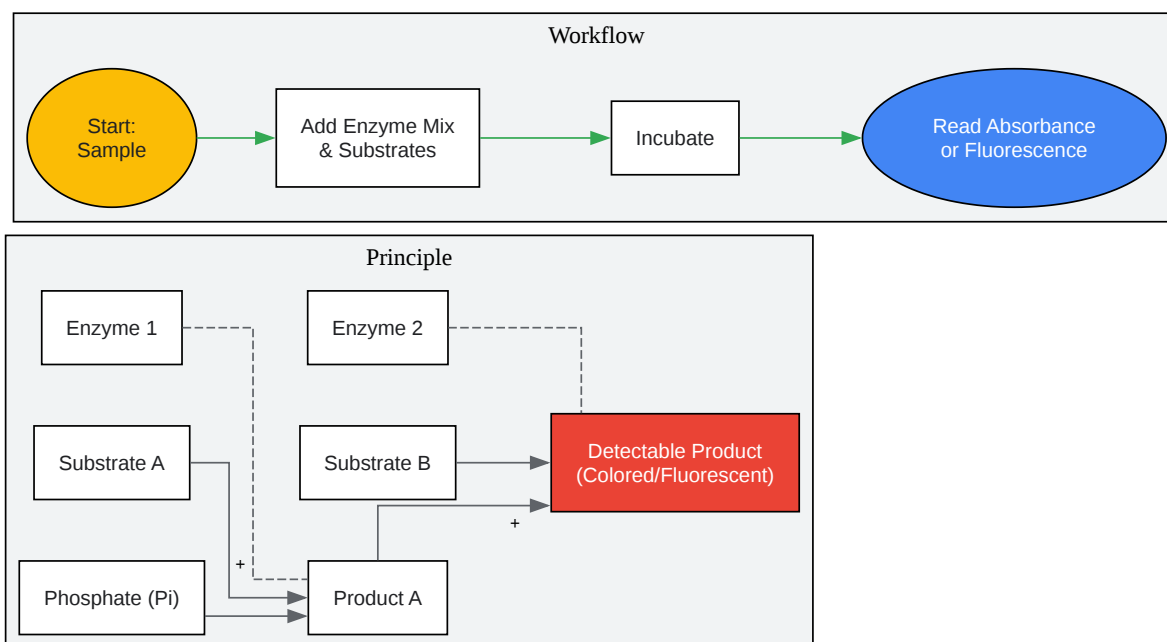 Workflow
Start:
Sample
Add Enzyme Mix
& Substrates
Incubate
Read Absorbance
or Fluorescence
Principle
Enzyme 1
Enzyme 2
Substrate A
Substrate B
Detectable Product
(Colored/Fluorescent)
+
+
Phosphate (Pi)
Product A